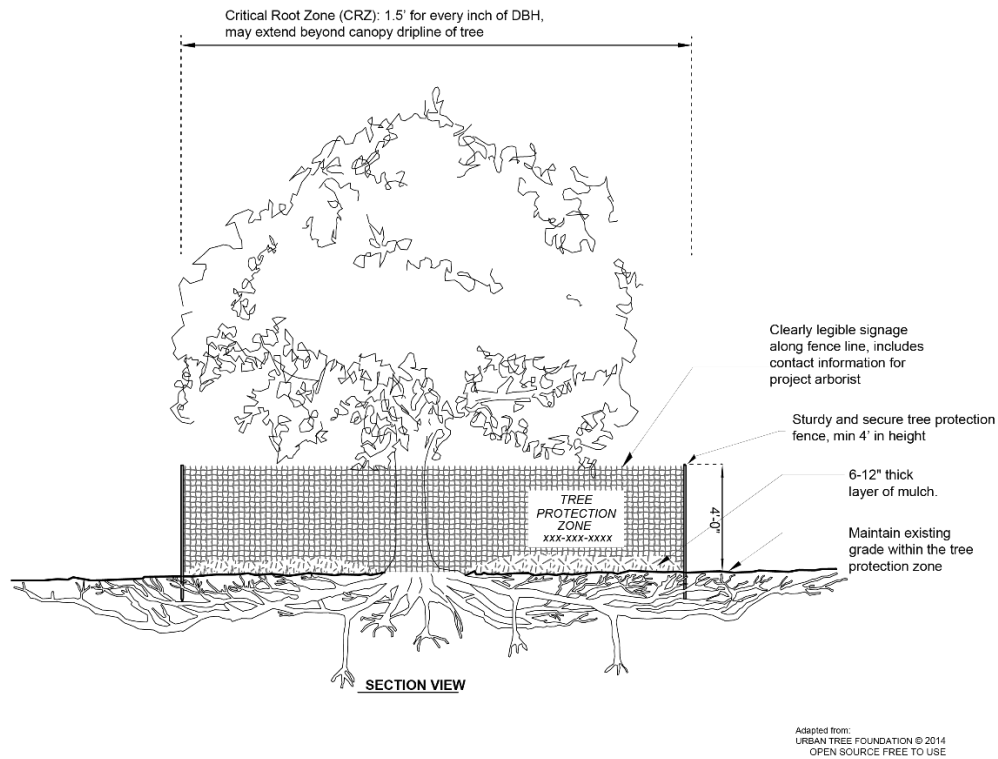 Critical Root Zone (CRZ): 1.5' for every inch of DBH,
may extend beyond canopy dripline of tree
Clearly legible signage
along fence line, includes
contact information for
project arborist
Sturdy and secure tree protection
fence, min 4' in height
6-12" thick
layer of mulch.
TREE
PROTECTION
ZONE
xxx-xxx-xxxx
4'-0"
Maintain existing
grade within the tree
protection zone
SECTION VIEW
Adapted from:
URBAN TREE FOUNDATION © 2014
OPEN SOURCE FREE TO USE